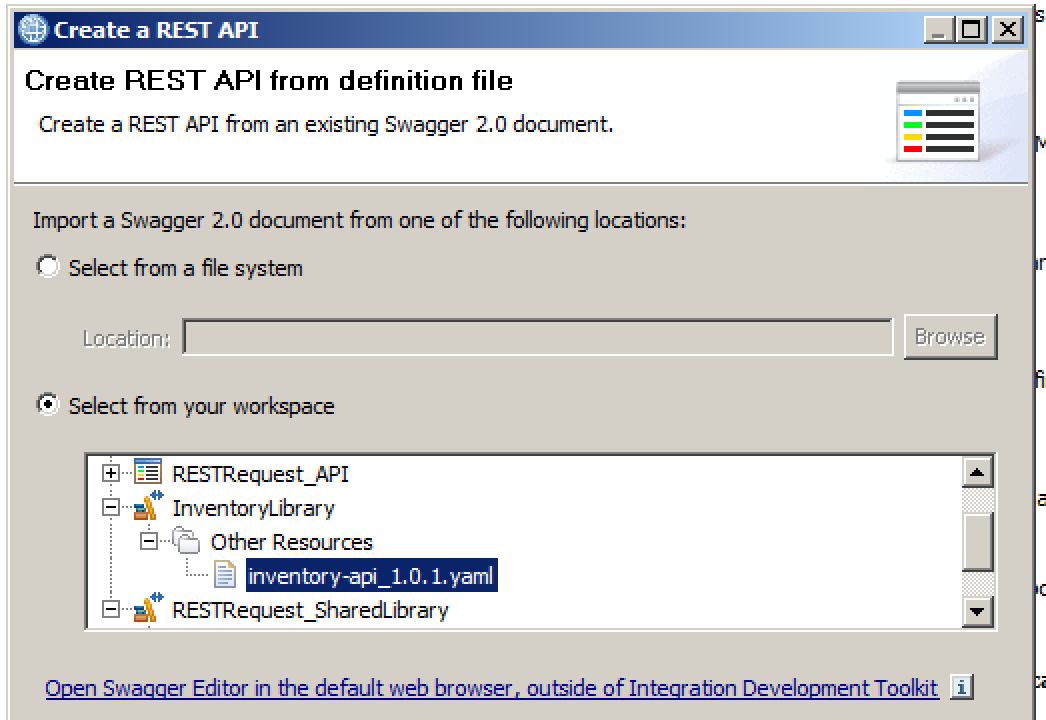 Create a REST API
Create REST API from definition file
Create a REST API from an existing Swagger 2.0 document.
Import a Swagger 2.0 document from one of the following locations:
Select from a file system
Location:
Browse
Select from your workspace
RESTRequest_API
InventoryLibrary
Other Resources
inventory-api_1.0.1.yaml
RESTRequest_SharedLibrary
Open Swagger Editor in the default web browser, outside of Integration Development Toolkit